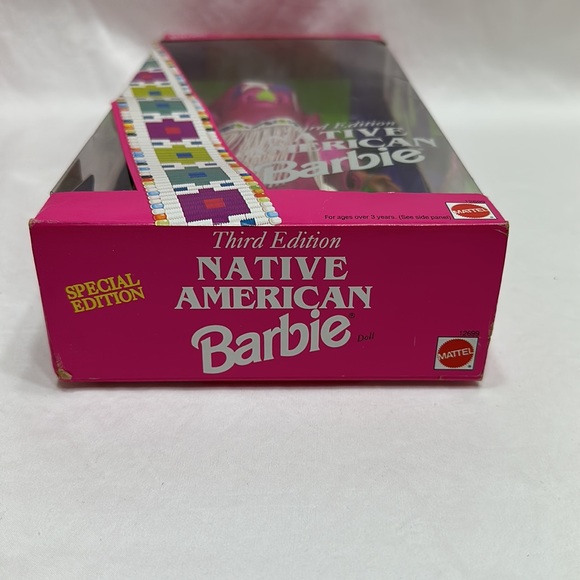 Third Edition
NATIVE
AMERICAN
Barbie
For ages over 3 years. (See side panel
MATTEL
Third Edition
SPECIAL
EDITION
NATIVE
AMERICAN
Barbie®
Doll
12699
MATTEL